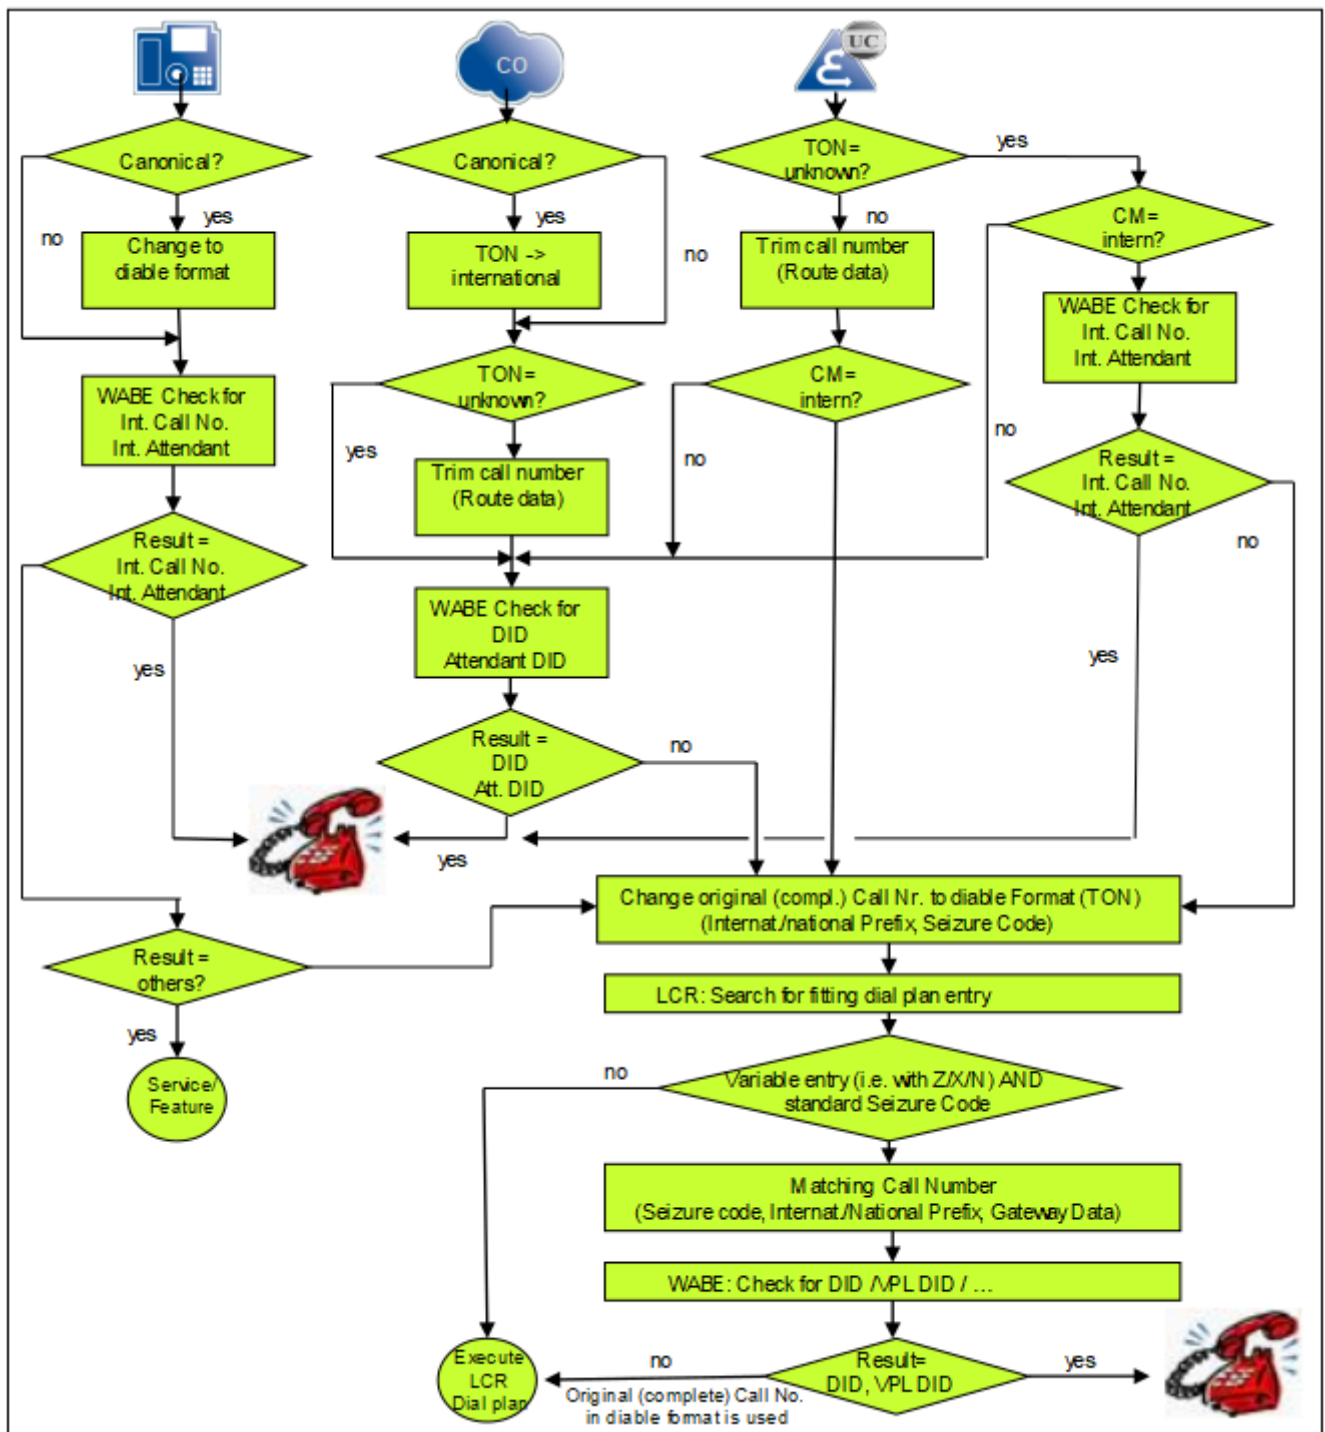 CO
UC
Canonical?
Canonical?
TON=
unknown?
yes
no
yes
Change to
diable format
yes
TON ->
international
no
no
Trim call number
(Route data)
CM=
intern?
WABE Check for
Int. Call No.
Int. Attendant
WABE Check for
Int. Call No.
Int. Attendant
TON=
unknown?
yes
CM=
intern?
no
no
Trim call number
(Route data)
Result =
Int. Call No.
Int. Attendant
no
Result =
Int. Call No.
Int. Attendant
yes
WABE Check for
DID
Attendant DID
yes
Result =
DID
Att. DID
no
yes
Change original (compl.) Call Nr. to diable Format (TON)
(Internat./national Prefix, Seizure Code)
Result =
others?
yes
LCR: Search for fitting dial plan entry
Service/
Feature
no
Variable entry (i.e. with Z/X/N) AND
standard Seizure Code
Matching Call Number
(Seizure code, Internat./National Prefix, Gateway Data)
WABE: Check for DID /VPL DID / ...
Execute
LCR
Dial plan
no
Original (complete) Call No.
in diable format is used
Result=
DID, VPL DID
yes